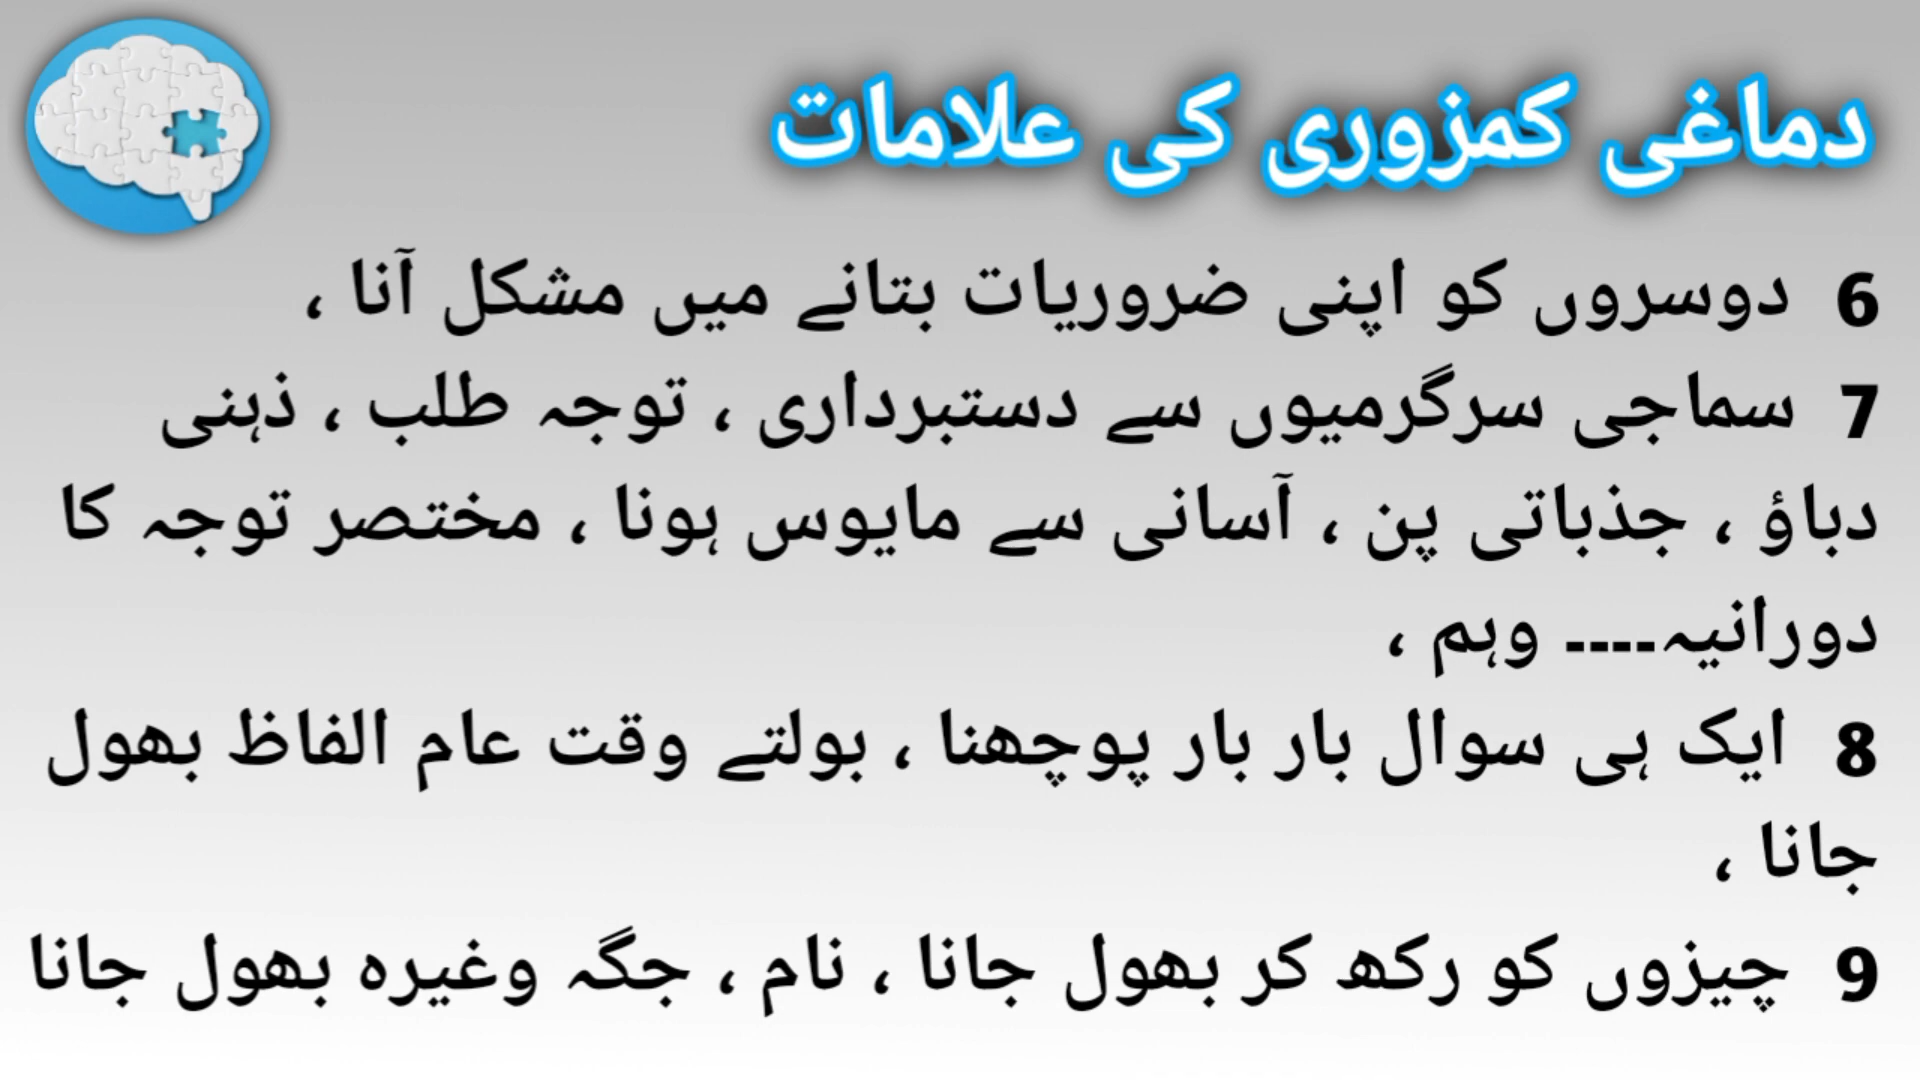 دماغی کمزوری کی علامات
6 دوسروں کو اپنی ضروریات بتانے میں مشکل آنا ،
7 سماجی سرگرمیوں سے دستبرداری ، توجہ طلب ، ذہنی
دباؤ ، جذباتی پن ، آسانی سے مایوس ہونا ، مختصر توجہ کا
دورانیہ---- وہم ،
8 ایک ہی سوال بار بار پوچھنا ، بولتے وقت عام الفاظ بھول
جانا ،
9 چیزوں کو رکھ کر بھول جانا ، نام ، جگہ وغیرہ بھول جانا